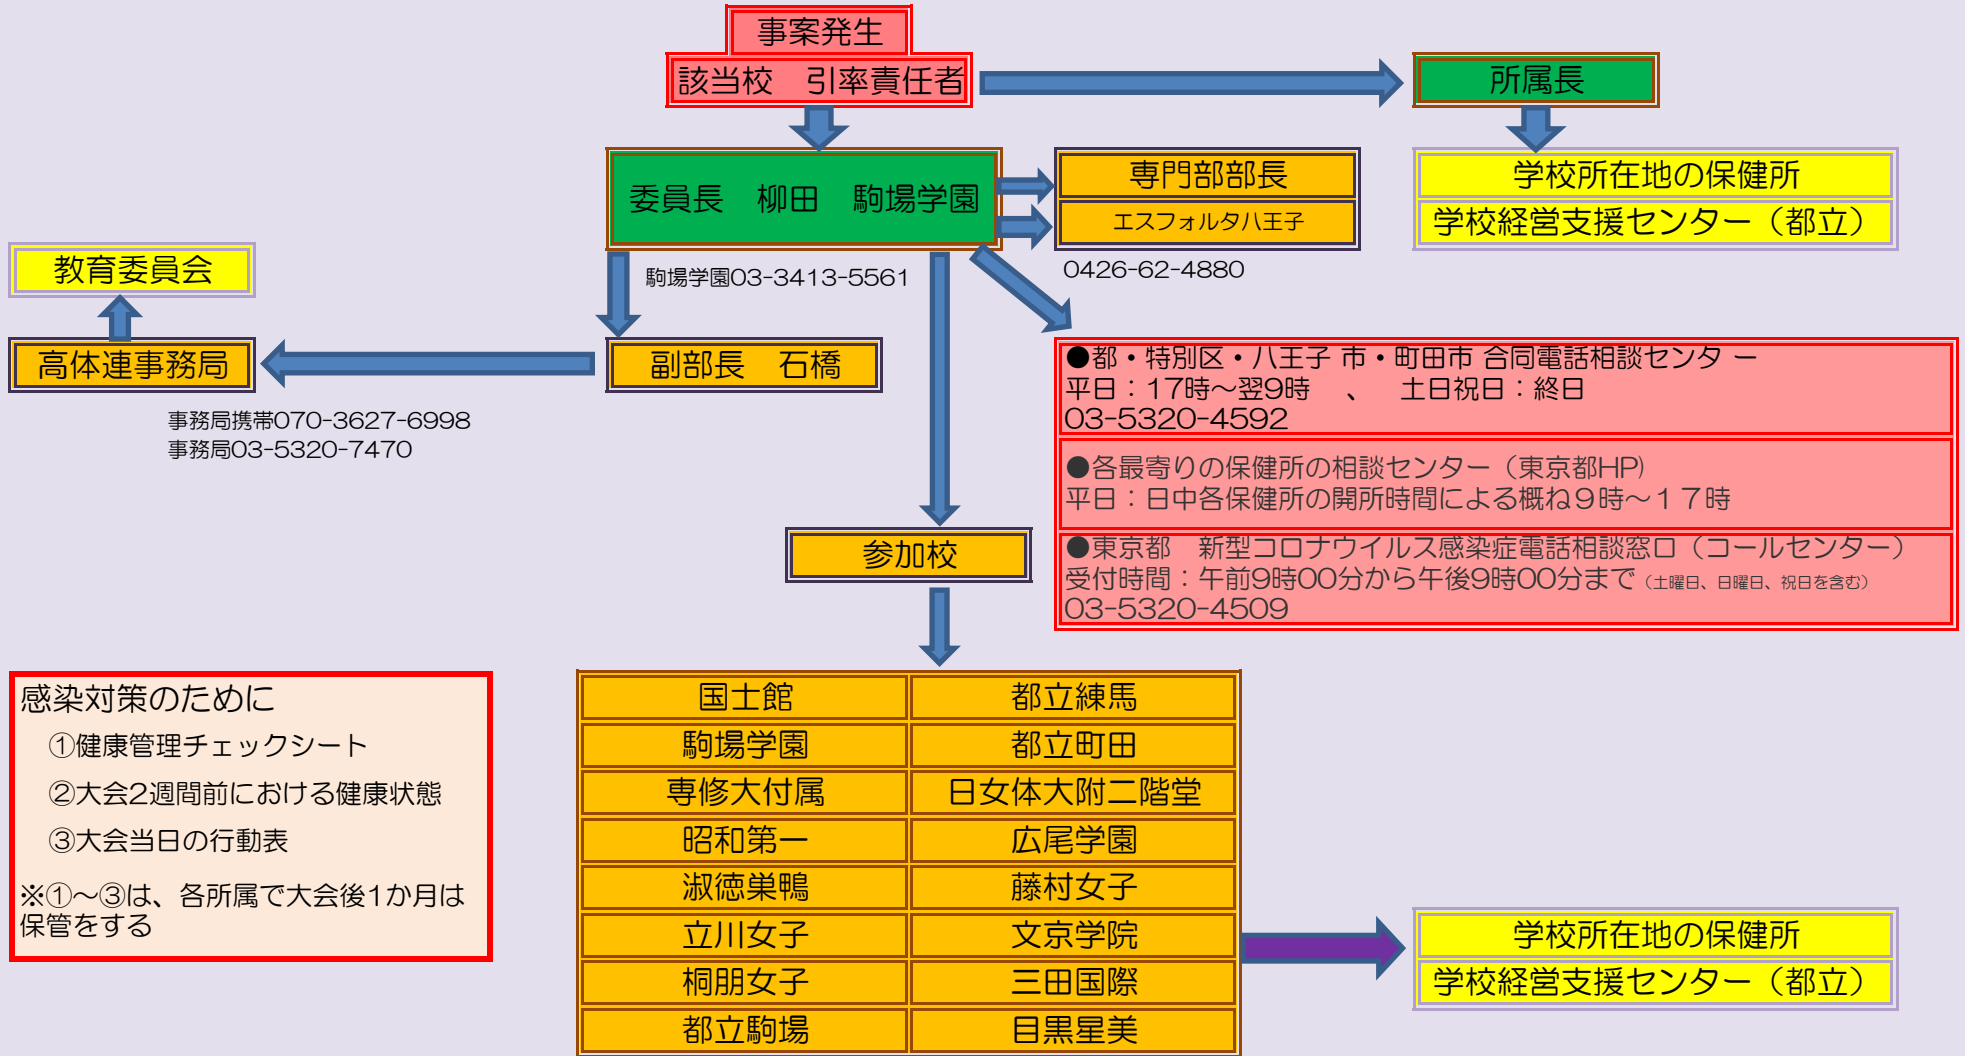 事案発生
該当校　引率責任者
所属長
委員長　柳田　駒場学園
専門部部長
エスフォルタ八王子
学校所在地の保健所
学校経営支援センター（都立）
教育委員会
駒場学園03-3413-5561
0426-62-4880
高体連事務局
副部長　石橋
事務局携帯070-3627-6998
事務局03-5320-7470
●都・特別区・八王子 市・町田市 合同電話相談センタ ー
平日：17時～翌9時　、　土日祝日：終日
03-5320-4592
●各最寄りの保健所の相談センター（東京都HP)
平日：日中各保健所の開所時間による概ね９時～１７時
●東京都　新型コロナウイルス感染症電話相談窓口（コールセンター）
受付時間：午前9時00分から午後9時00分まで（土曜日、日曜日、祝日を含む）
03-5320-4509
参加校
感染対策のために
①健康管理チェックシート
②大会2週間前における健康状態
③大会当日の行動表
※①～③は、各所属で大会後1か月は
保管をする
国士館　都立練馬
駒場学園　都立町田
専修大付属　日女体大附二階堂
昭和第一　広尾学園
淑徳巣鴨　藤村女子
立川女子　文京学院
桐朋女子　三田国際
都立駒場　目黒星美
学校所在地の保健所
学校経営支援センター（都立）